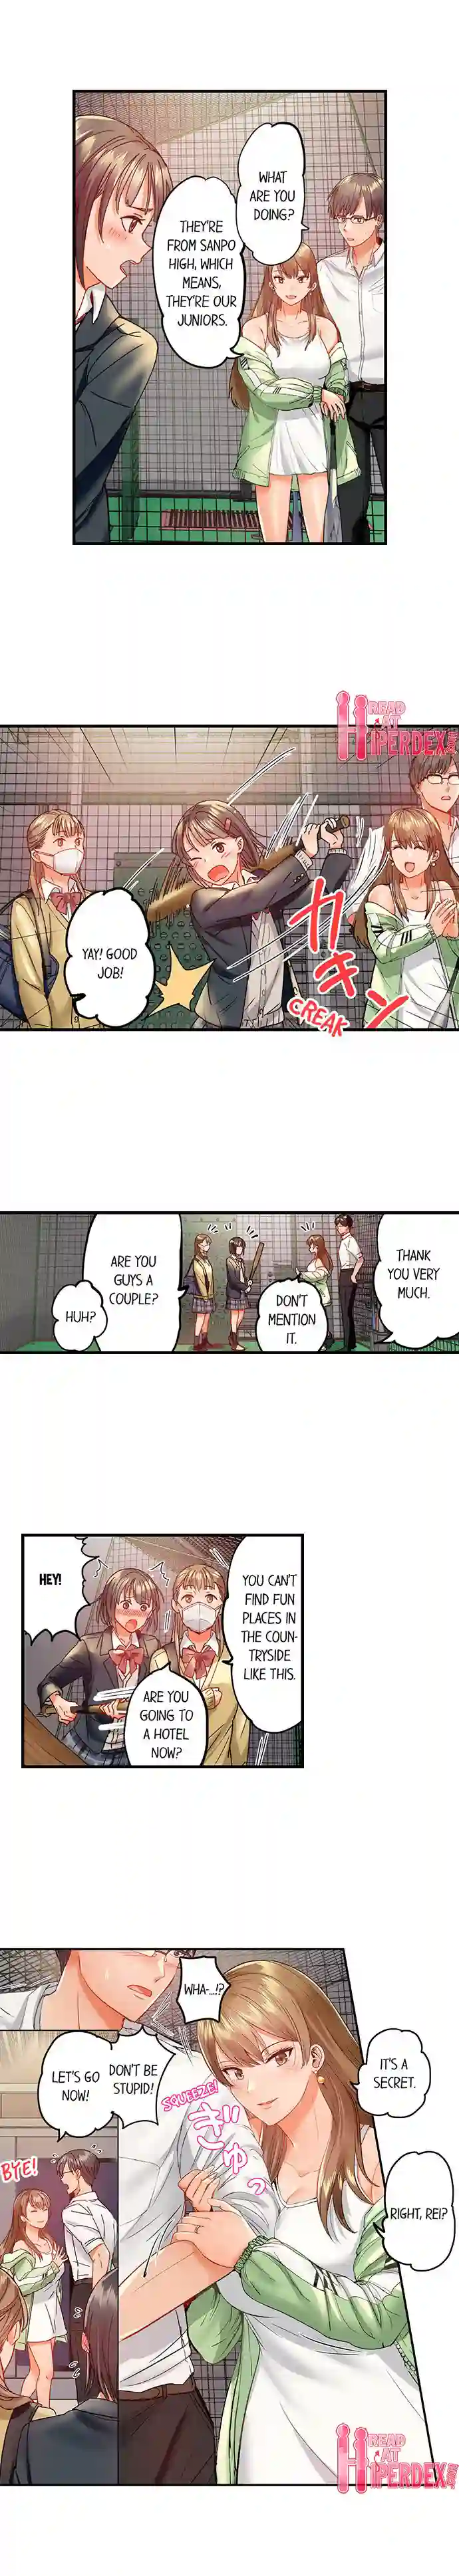 WHAT
ARE YOU
DOING?
THEY'RE
FROM SANPO
HIGH, WHICH
MEANS,
THEY'RE OUR
JUNIORS.
READ
AT
HIPERDEX.COM
YAY! GOOD
JOB!
カキン
CREAK
THANK
YOU VERY
MUCH.
DON'T
MENTION
IT.
ARE YOU
GUYS A
COUPLE?
HUH?
YOU CAN'T
FIND FUN
PLACES IN
THE COUN-
TRYSIDE
LIKE THIS.
HEY!
ARE YOU
GOING TO
A HOTEL
NOW?
WHA-...!?
IT'S A
SECRET.
RIGHT, REI?
SQUEEZE!
ぎゅっ
DON'T BE
STUPID!
LET'S GO
NOW!
BYE!
READ
AT
HIPERDEX.COM